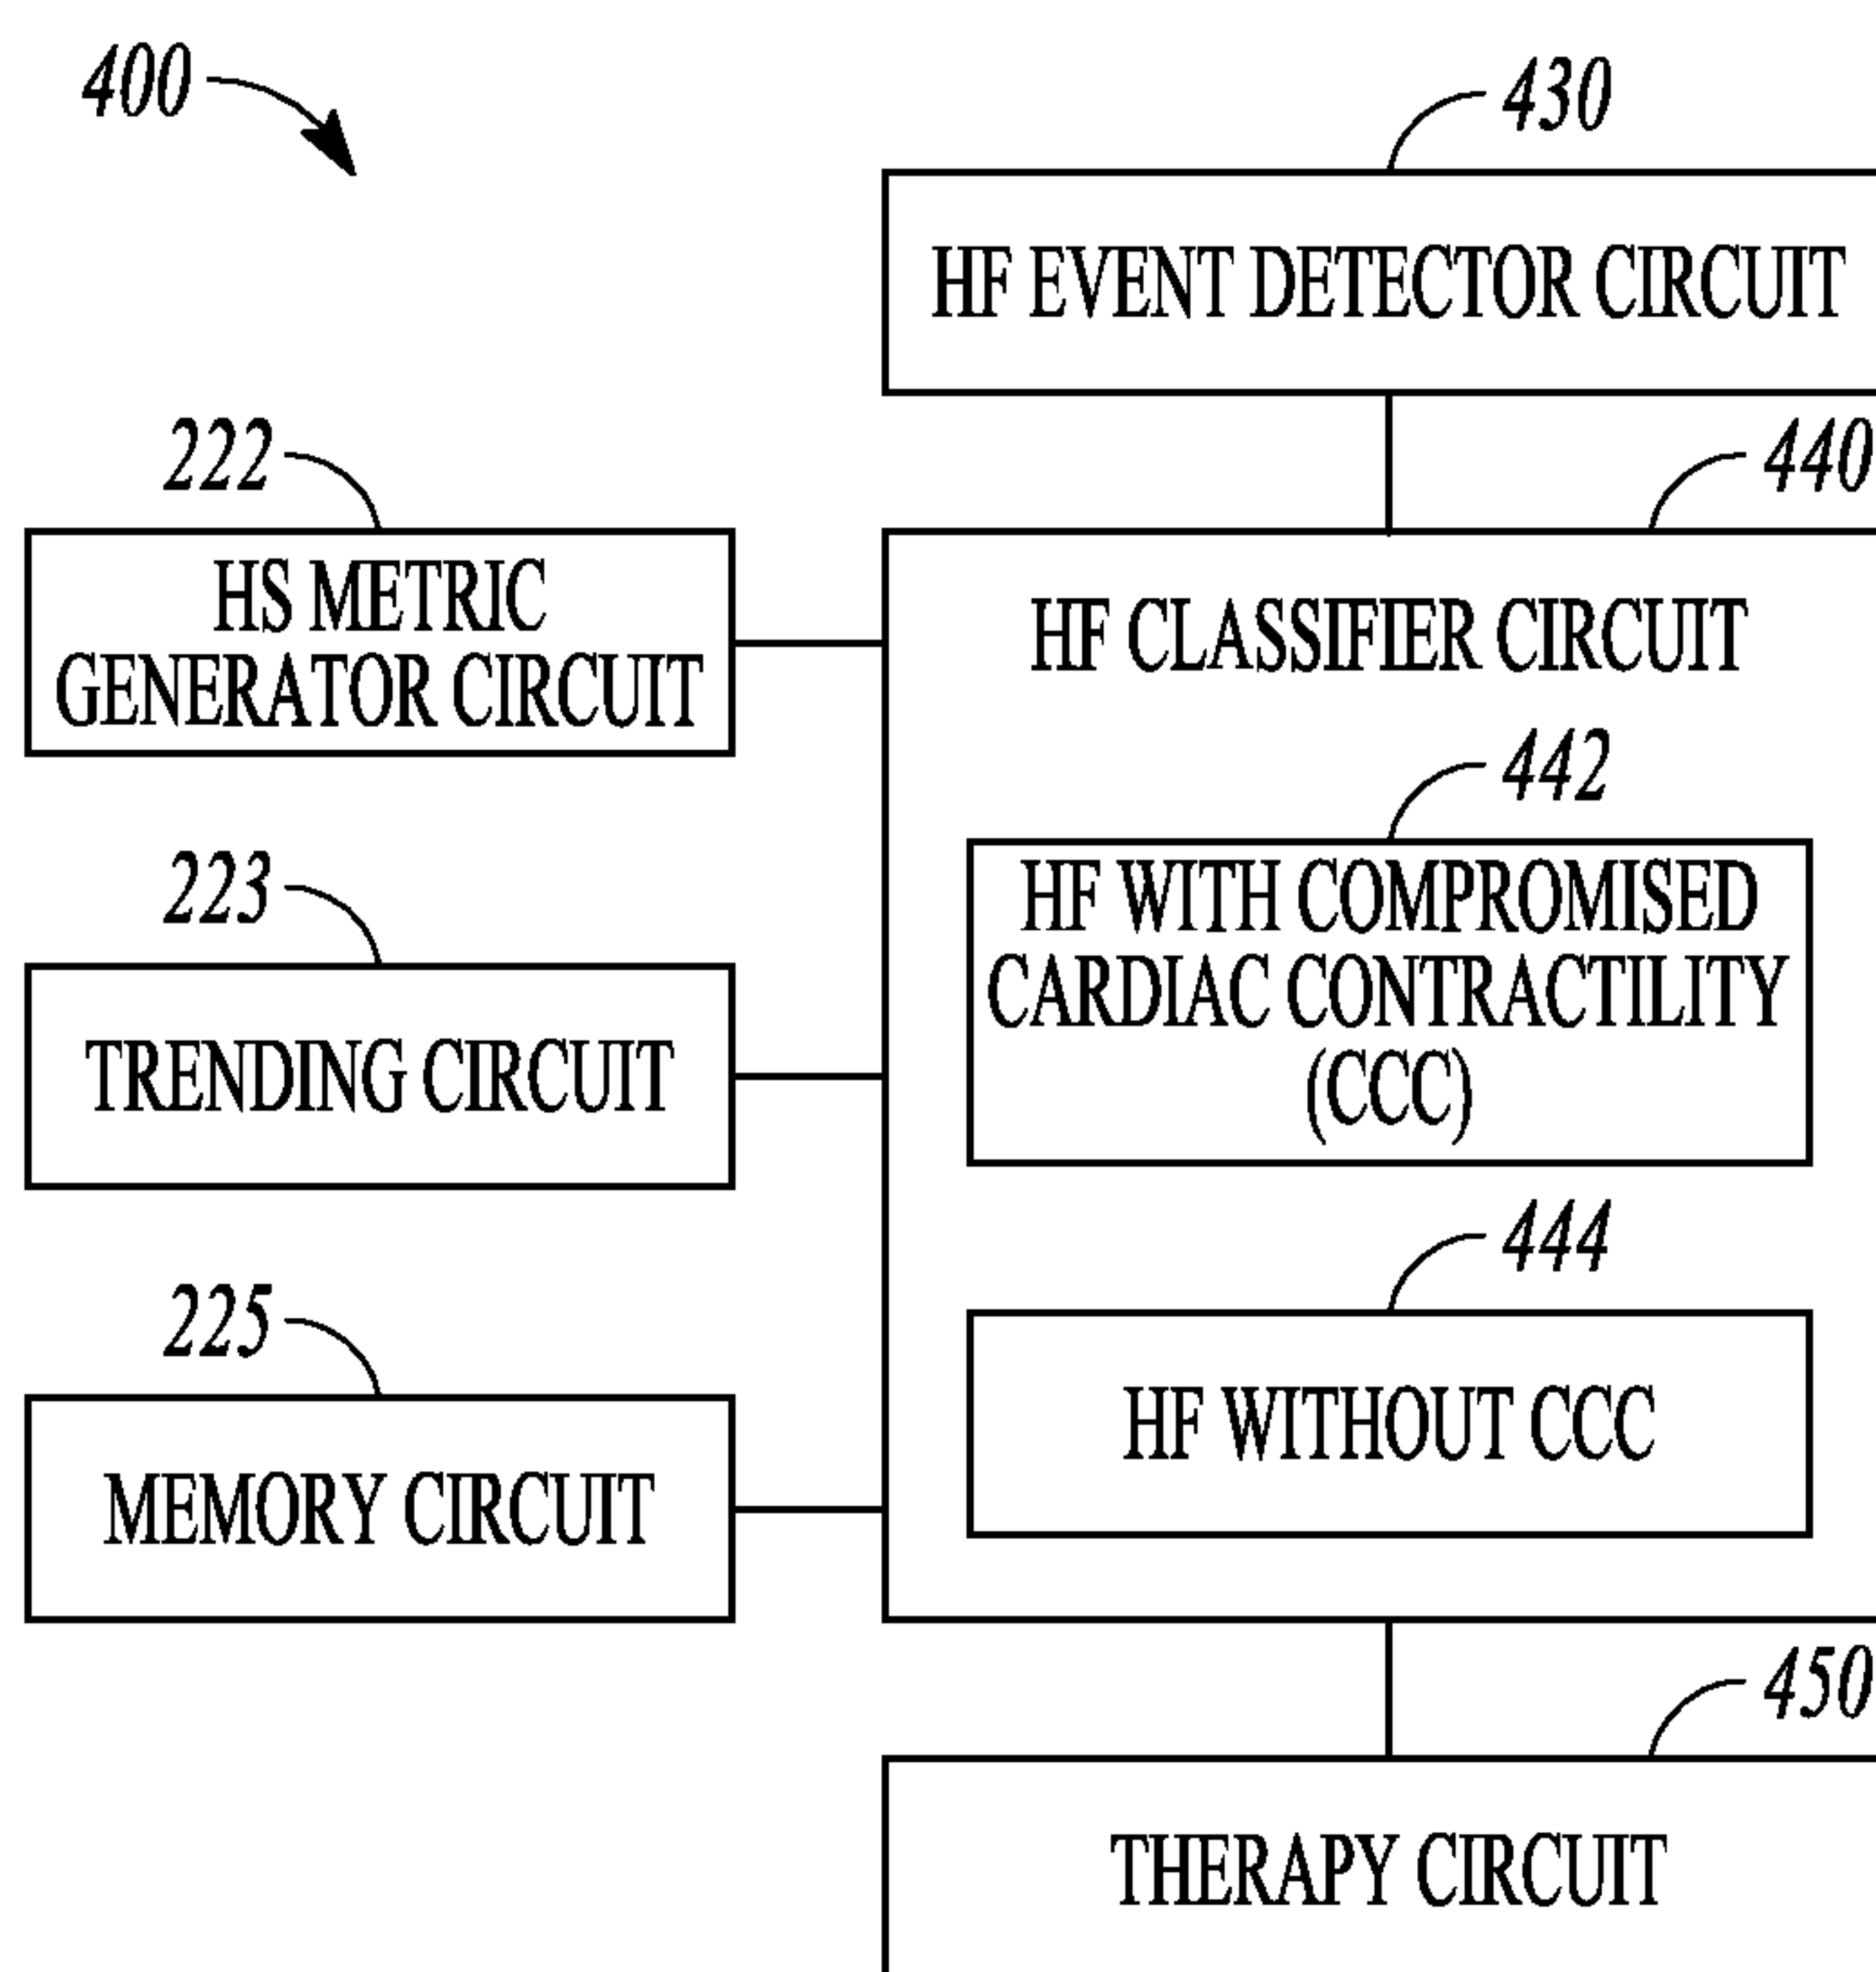 400
430
HF EVENT DETECTOR CIRCUIT
222
440
HS METRIC
GENERATOR CIRCUIT
HF CLASSIFIER CIRCUIT
442
HF WITH COMPROMISED
CARDIAC CONTRACTILITY
(CCC)
223
TRENDING CIRCUIT
444
HF WITHOUT CCC
225
MEMORY CIRCUIT
450
THERAPY CIRCUIT